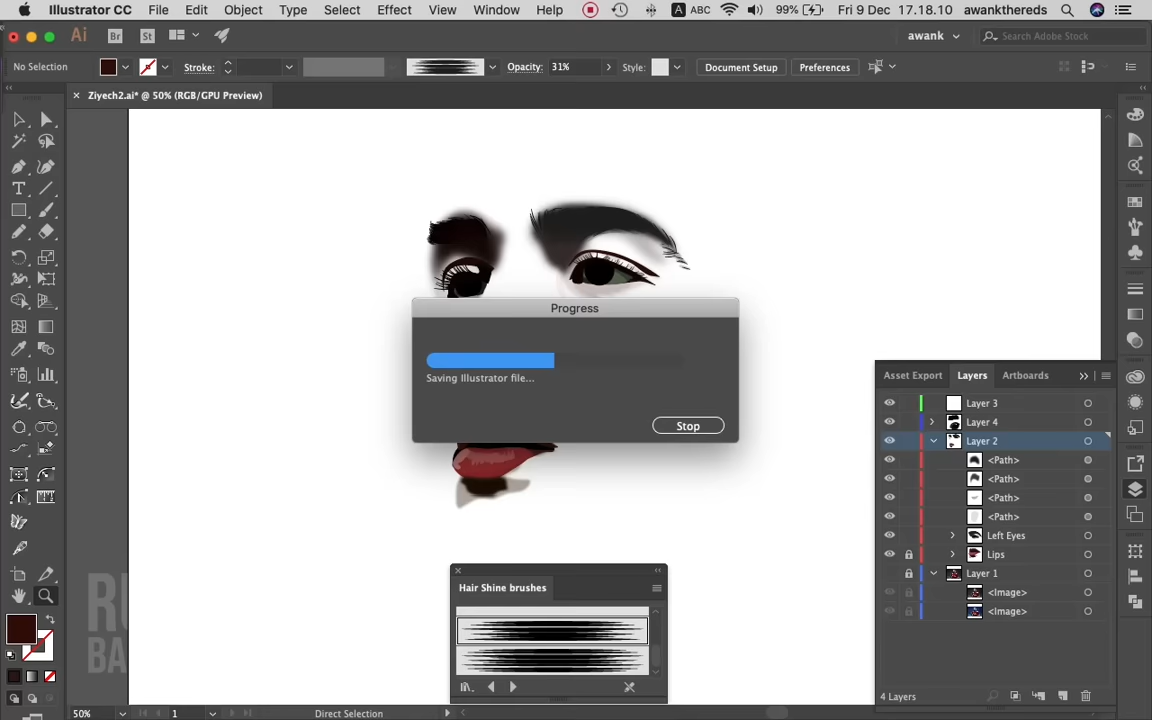 Illustrator CC File Edit Object Type Select Effect View Window Help A ABC 99% Fri 9 Dec 17.18.10 awankthereds
Ai Br St awank Search Adobe Stock
No Selection Stroke: Opacity: 31% Style: Document Setup Preferences
× Ziyech2.ai* @ 50% (RGB/GPU Preview)
Progress
Saving Illustrator file...
Stop
Asset Export Layers Artboards
Layer 3
Layer 4
Layer 2
<Path>
<Path>
<Path>
<Path>
Left Eyes
Lips
Layer 1
<Image>
<Image>
4 Layers
Hair Shine brushes
BA
50% 1 Direct Selection